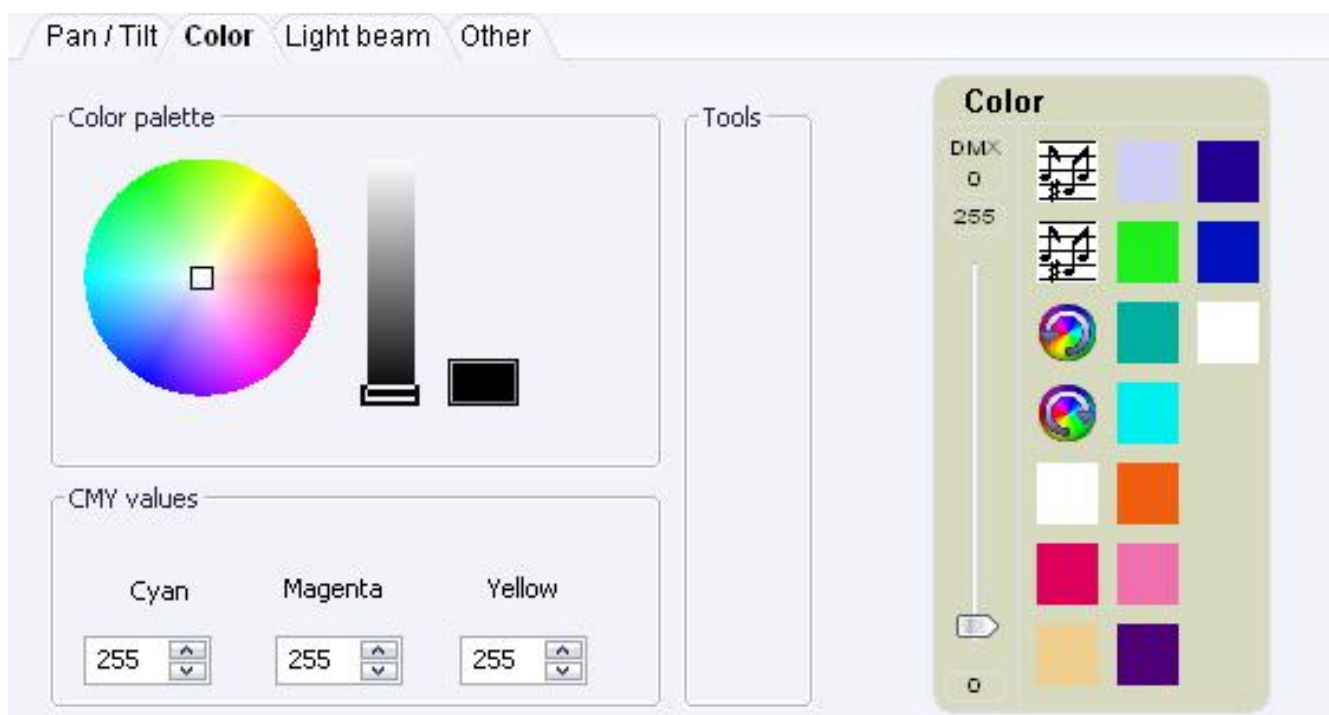 Pan / Tilt Color Light beam Other
Color palette
Tools
CMY values
Cyan Magenta Yellow
255 255 255
Color
DMX
0
255
0